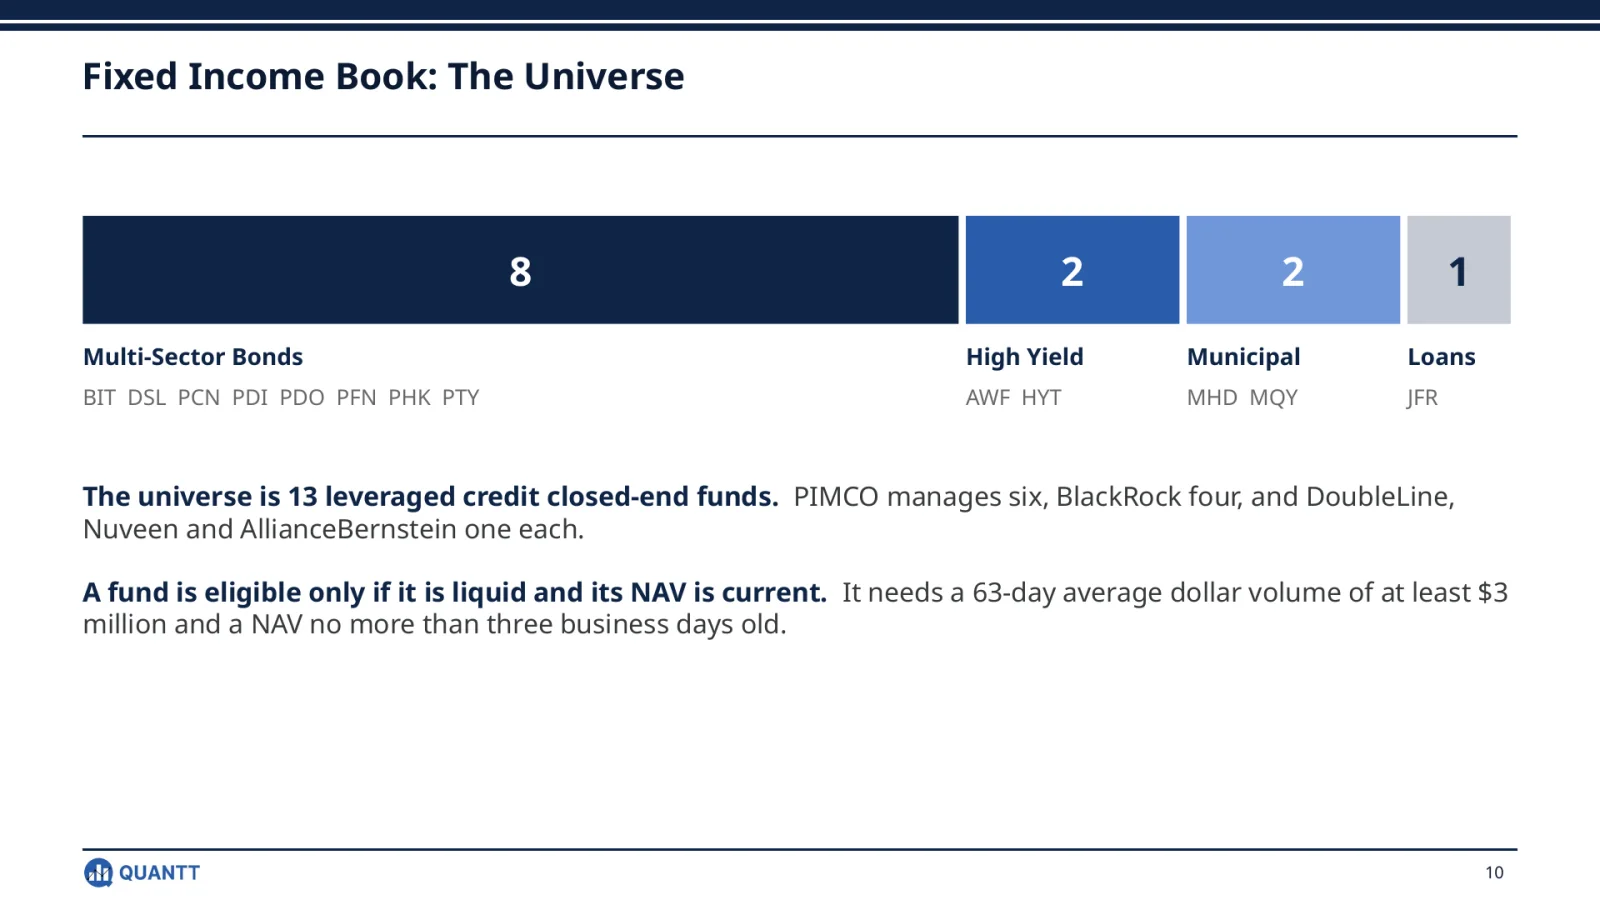 Fixed Income Book: The Universe
8
2
2
1
Multi-Sector Bonds
High Yield
Municipal
Loans
BIT DSL PCN PDI PDO PFN PHK PTY
AWF HYT
MHD MQY
JFR
The universe is 13 leveraged credit closed-end funds. PIMCO manages six, BlackRock four, and DoubleLine,
Nuveen and AllianceBernstein one each.
A fund is eligible only if it is liquid and its NAV is current. It needs a 63-day average dollar volume of at least $3
million and a NAV no more than three business days old.
QUANTT
10